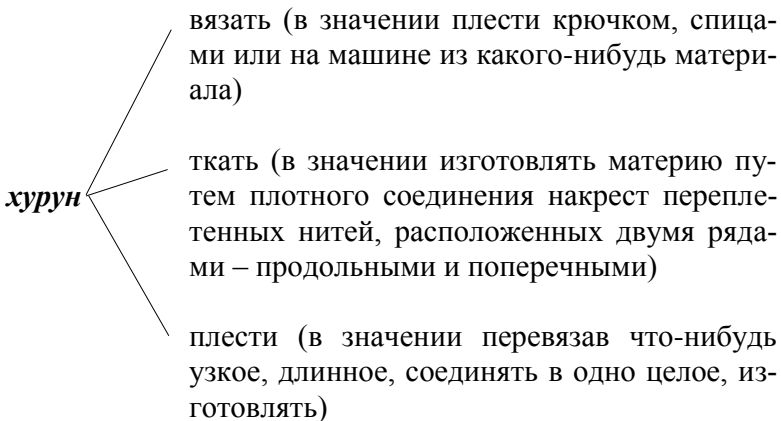 вязать (в значении плести крючком, спица-
ми или на машине из какого-нибудь матери-
ала)
ткать (в значении изготовлять материю пу-
тем плотного соединения накрест перепле-
хурун
тенных нитей, расположенных двумя ряда-
ми – продольными и поперечными)
плести (в значении перевязав что-нибудь
узкое, длинное, соединять в одно целое, из-
готовлять)